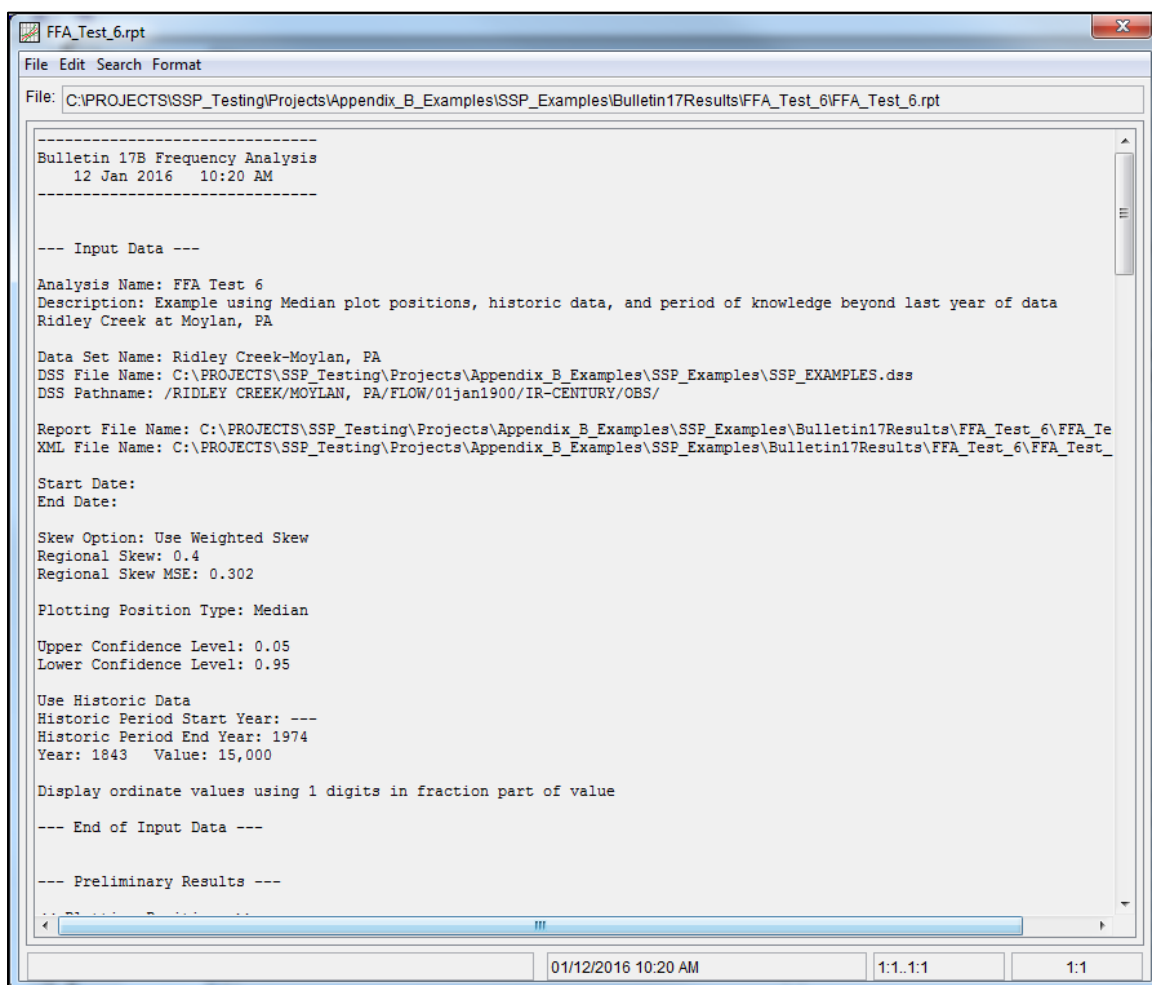 FFA_Test_6.rpt
File Edit Search Format
File: C:\PROJECTS\SSP_Testing\Projects\Appendix_B_Examples\SSP_Examples\Bulletin17Results\FFA_Test_6\FFA_Test_6.rpt
-------------------------------
Bulletin 17B Frequency Analysis
12 Jan 2016 10:20 AM
-------------------------------
--- Input Data ---
Analysis Name: FFA Test 6
Description: Example using Median plot positions, historic data, and period of knowledge beyond last year of data
Ridley Creek at Moylan, PA
Data Set Name: Ridley Creek-Moylan, PA
DSS File Name: C:\PROJECTS\SSP_Testing\Projects\Appendix_B_Examples\SSP_Examples\SSP_EXAMPLES.dss
DSS Pathname: /RIDLEY CREEK/MOYLAN, PA/FLOW/01jan1900/IR-CENTURY/OBS/
Report File Name: C:\PROJECTS\SSP_Testing\Projects\Appendix_B_Examples\SSP_Examples\Bulletin17Results\FFA_Test_6\FFA_Te
XML File Name: C:\PROJECTS\SSP_Testing\Projects\Appendix_B_Examples\SSP_Examples\Bulletin17Results\FFA_Test_6\FFA_Test_
Start Date:
End Date:
Skew Option: Use Weighted Skew
Regional Skew: 0.4
Regional Skew MSE: 0.302
Plotting Position Type: Median
Upper Confidence Level: 0.05
Lower Confidence Level: 0.95
Use Historic Data
Historic Period Start Year: ---
Historic Period End Year: 1974
Year: 1843 Value: 15,000
Display ordinate values using 1 digits in fraction part of value
--- End of Input Data ---
--- Preliminary Results ---
01/12/2016 10:20 AM
1:1..1:1
1:1